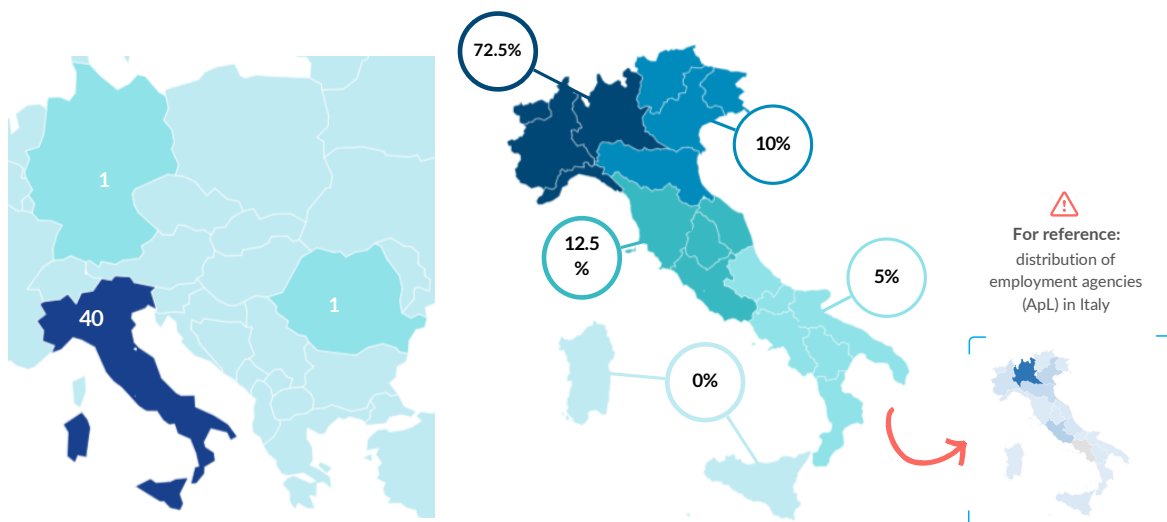 1
40
1
72.5%
10%
12.5
%
5%
0%
For reference:
distribution of
employment agencies
(ApL) in Italy